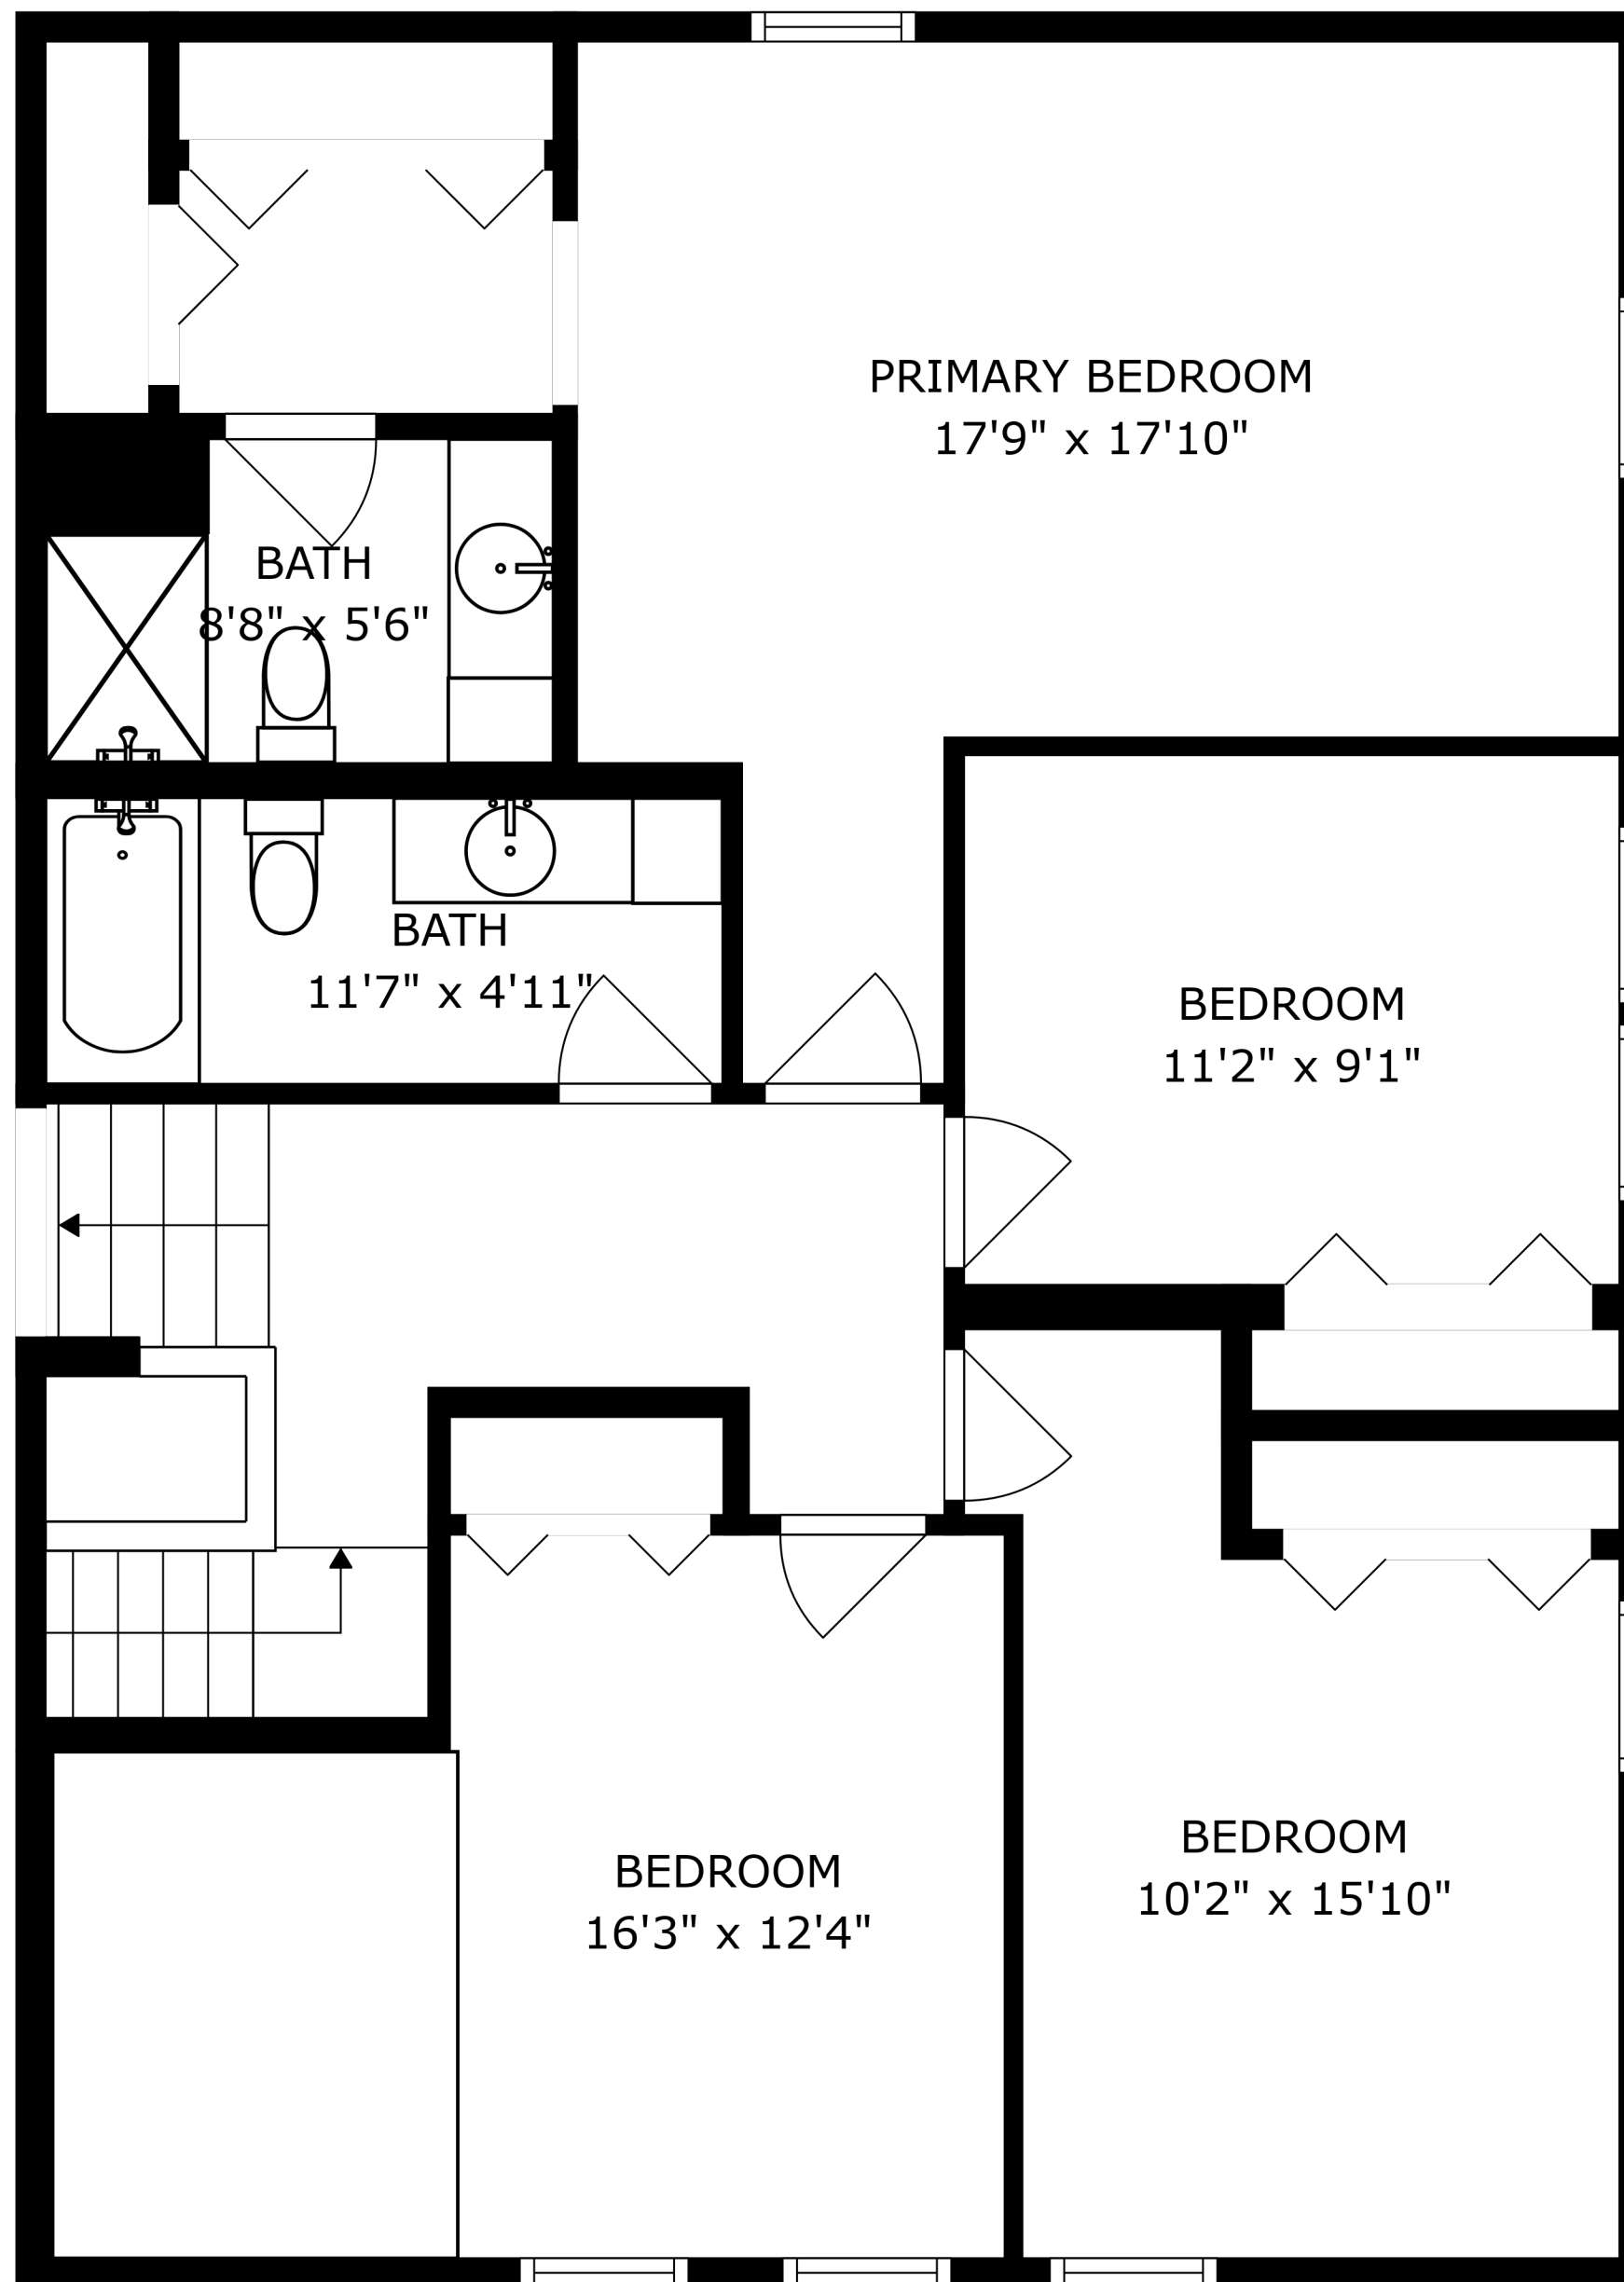 PRIMARY BEDROOM
17'9" x 17'10"
BATH
8'8" x 5'6"
BATH
11'7" x 4'11"
BEDROOM
11'2" x 9'1"
BEDROOM
16'3" x 12'4"
BEDROOM
10'2" x 15'10"